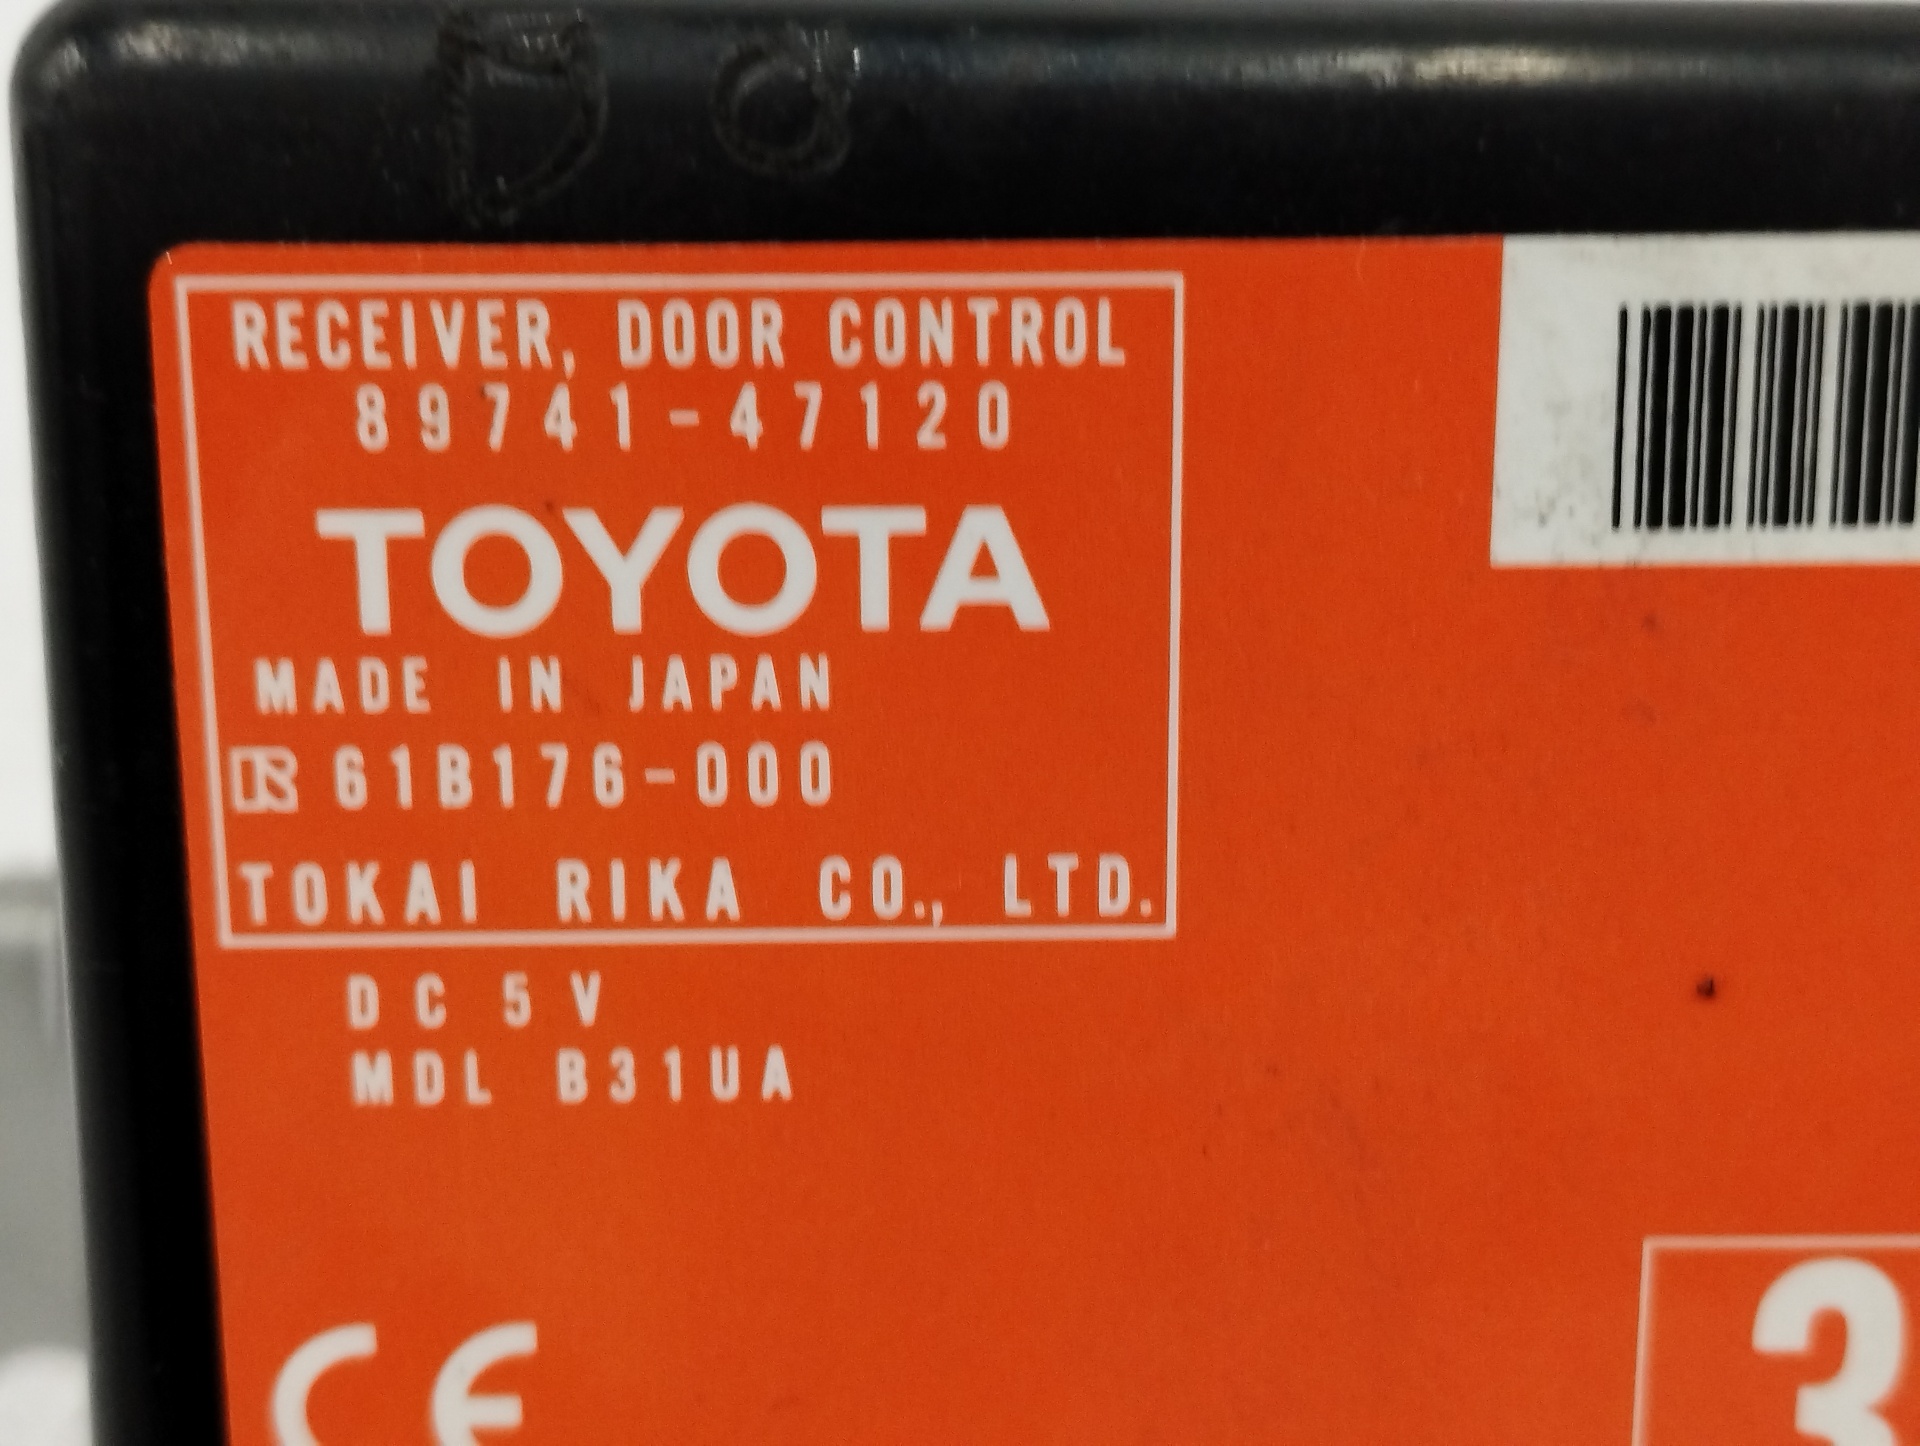 RECEIVER, DOOR CONTROL
89741-47120
TOYOTA
MADE IN JAPAN
61B176-000
TOKAI RIKA CO., LTD.
DC 5V
MDL B31UA
CE
3